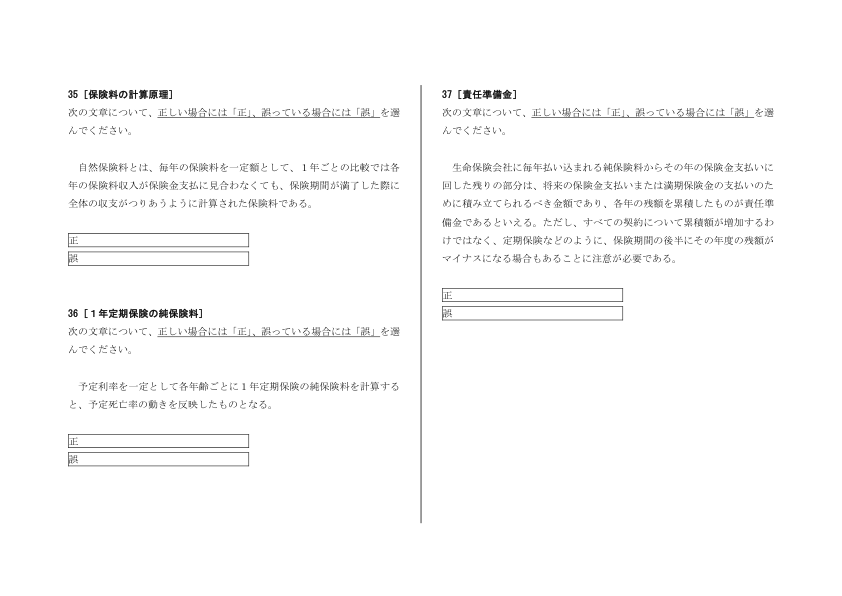 35［保険料の計算原理］
次の文章について、正しい場合には「正」、誤っている場合には「誤」を選
んでください。
自然保険料とは、毎年の保険料を一定額として、１年ごとの比較では各
年の保険料収入が保険金支払に見合わなくても、保険期間が満了した際に
全体の収支がつりあうように計算された保険料である。
正
誤
36［１年定期保険の純保険料］
次の文章について、正しい場合には「正」、誤っている場合には「誤」を選
んでください。
予定利率を一定として各年齢ごとに１年定期保険の純保険料を計算する
と、予定死亡率の動きを反映したものとなる。
正
誤
37［責任準備金］
次の文章について、正しい場合には「正」、誤っている場合には「誤」を選
んでください。
生命保険会社に毎年払い込まれる純保険料からその年の保険金支払いに
回した残りの部分は、将来の保険金支払いまたは満期保険金の支払いのた
めに積み立てられるべき金額であり、各年の残額を累積したものが責任準
備金であるといえる。ただし、すべての契約について累積額が増加するわ
けではなく、定期保険などのように、保険期間の後半にその年度の残額が
マイナスになる場合もあることに注意が必要である。
正
誤